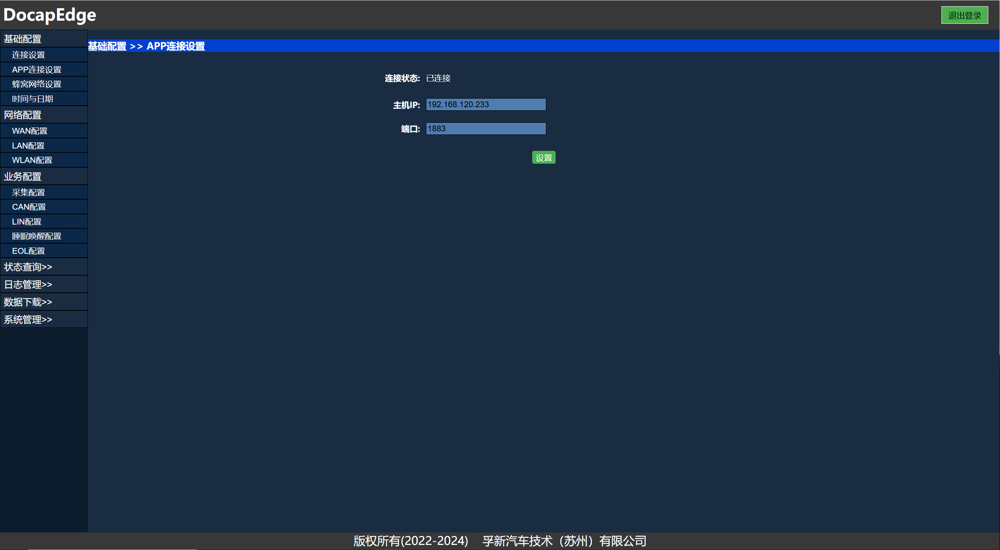 DocapEdge
退出登录
基础配置
连接设置
APP连接设置
蜂窝网络设置
时间与日期
网络配置
WAN配置
LAN配置
WLAN配置
业务配置
采集配置
CAN配置
LIN配置
睡眠唤醒配置
EOL配置
状态查询>>
日志管理>>
数据下载>>
系统管理>>
基础配置 >> APP连接设置
连接状态: 已连接
主机IP: 192.168.120.233
端口: 1883
设置
版权所有(2022-2024) 孚新汽车技术（苏州）有限公司